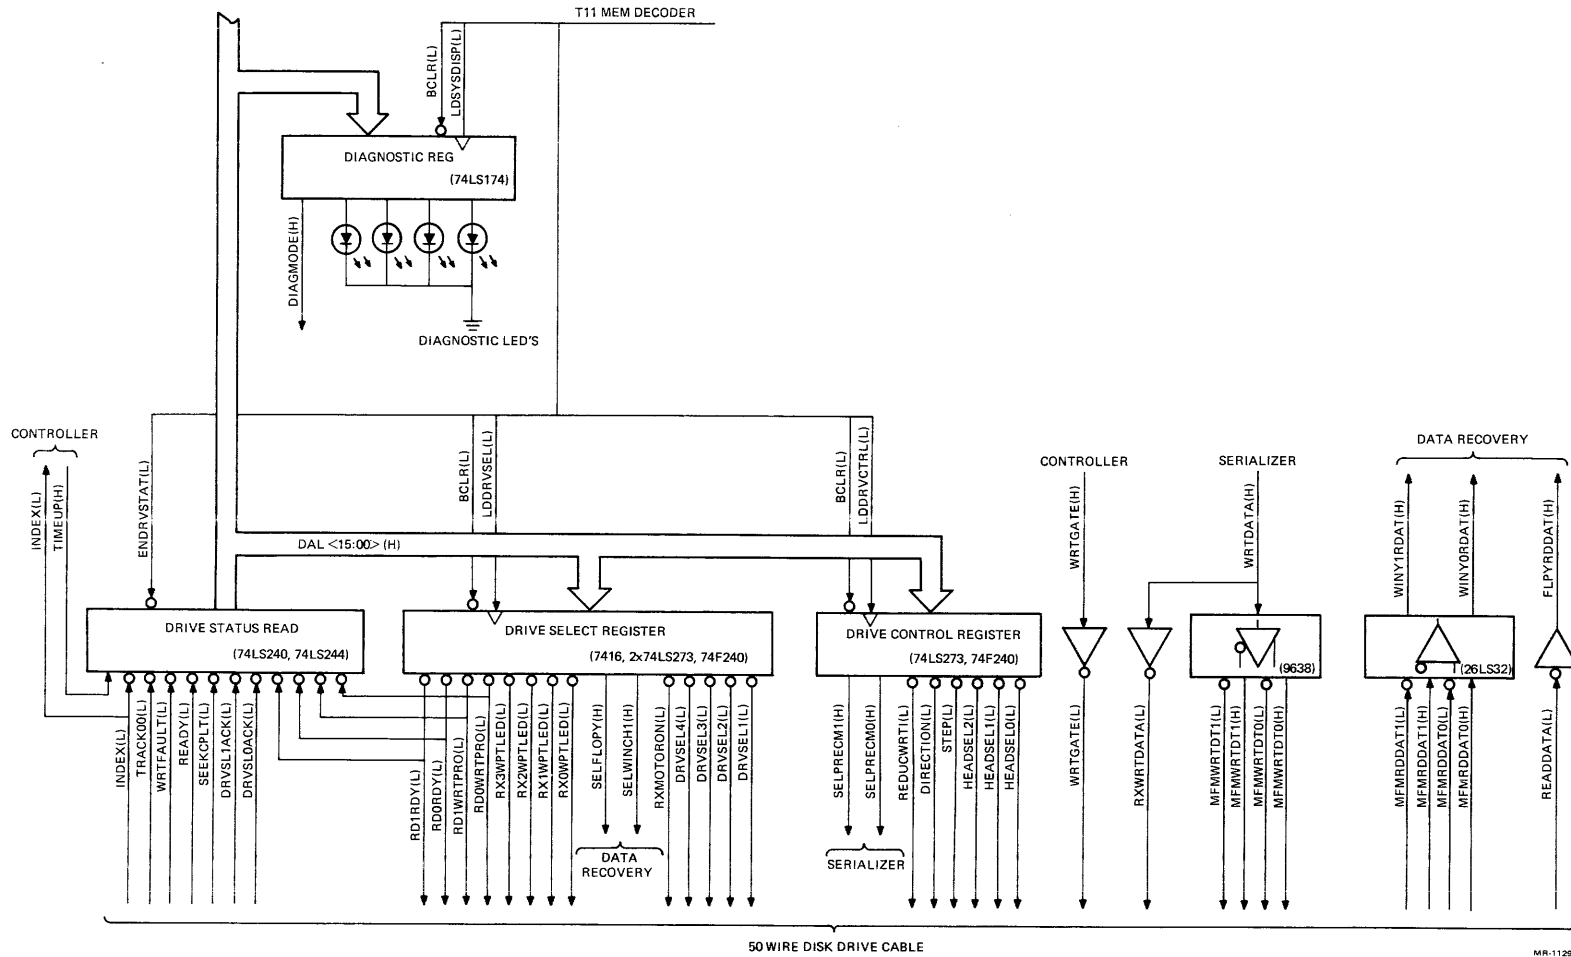 T11 MEM DECODER
BCLR(L)
LDSYSDISP(L)
DIAGNOSTIC REG
(74LS174)
DIAGMODE(H)
DIAGNOSTIC LED'S
CONTROLLER
INDEX(L)
TIMEUP(H)
ENDRVSTAT(L)
BCLR(L)
LDDRVSEL(L)
BCLR(L)
LDDRVCTRL(L)
CONTROLLER
WRTGATE(H)
SERIALIZER
WRTDATA(H)
DATA RECOVERY
WINY1RDAT(H)
WINY0RDAT(H)
FLPYRDDAT(H)
DAL <15:00> (H)
DRIVE STATUS READ
(74LS240, 74LS244)
DRIVE SELECT REGISTER
(7416, 2x74LS273, 74F240)
DRIVE CONTROL REGISTER
(74LS273, 74F240)
(9638)
(26LS32)
INDEX(L)
TRACK00(L)
WRTFAULT(L)
READY(L)
SEEKCPLT(L)
DRVSL1ACK(L)
DRVSL0ACK(L)
RD1RDY(L)
RD0RDY(L)
RD1WRTPRO(L)
RD0WRTPRO(L)
RX3WPTLED(L)
RX2WPTLED(L)
RX1WPTLED(L)
RX0WPTLED(L)
SELFLOPY(H)
SELWINCH1(H)
DATA
RECOVERY
RXMOTORON(L)
DRVSEL4(L)
DRVSEL3(L)
DRVSEL2(L)
DRVSEL1(L)
SELPRECM1(H)
SELPRECM0(H)
SERIALIZER
REDUCWRT1(L)
DIRECTION(L)
STEP(L)
HEADSEL2(L)
HEADSEL1(L)
HEADSEL0(L)
WRTGATE(L)
RXWRTDATA(L)
MFMWRTDT1(L)
MFMWRTDT1(H)
MFMWRTDT0(L)
MFMWRTDT0(H)
MFMRDDAT1(L)
MFMRDDAT1(H)
MFMRDDAT0(L)
MFMRDDAT0(H)
READDATA(L)
50 WIRE DISK DRIVE CABLE
MR-1129